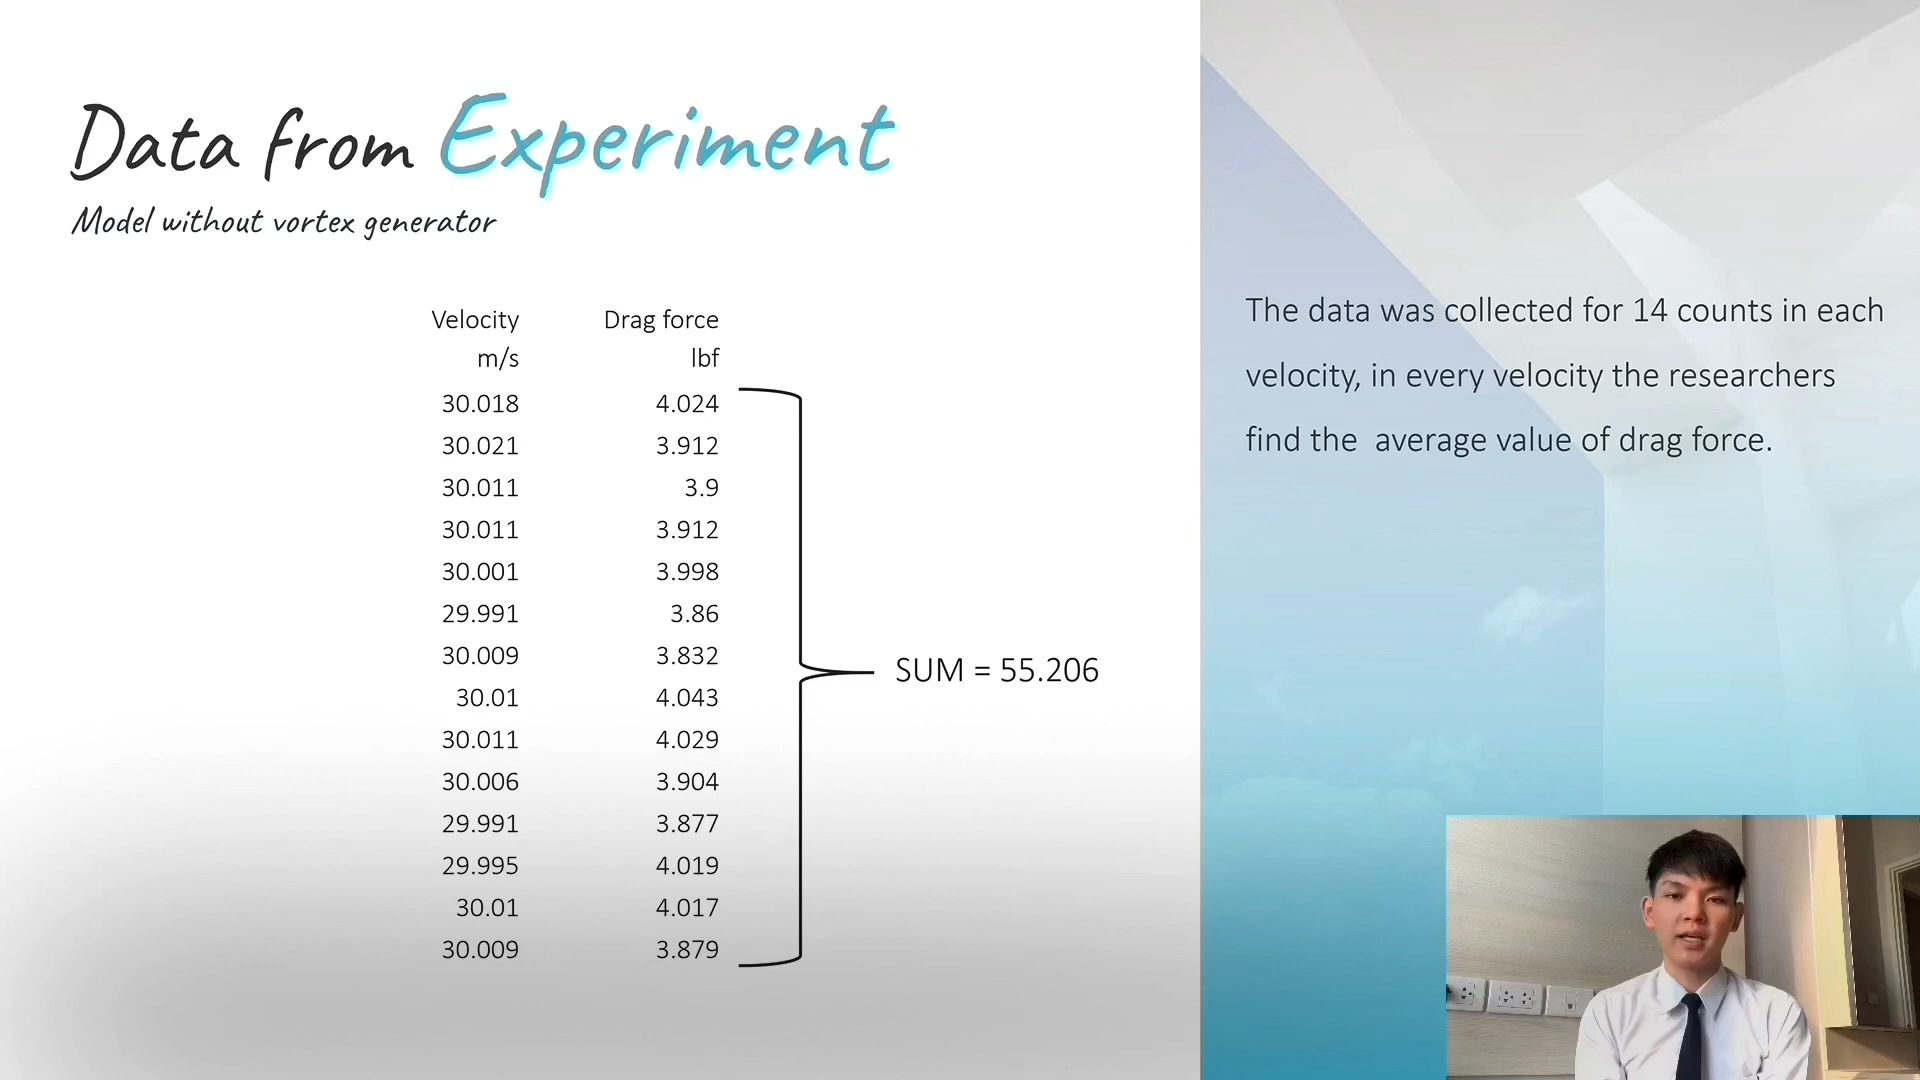 Data from Experiment
Model without vortex generator
Velocity Drag force
m/s lbf
30.018 4.024
30.021 3.912
30.011 3.9
30.011 3.912
30.001 3.998
29.991 3.86
30.009 3.832
30.01 4.043
30.011 4.029
30.006 3.904
29.991 3.877
29.995 4.019
30.01 4.017
30.009 3.879
SUM = 55.206
The data was collected for 14 counts in each
velocity, in every velocity the researchers
find the average value of drag force.